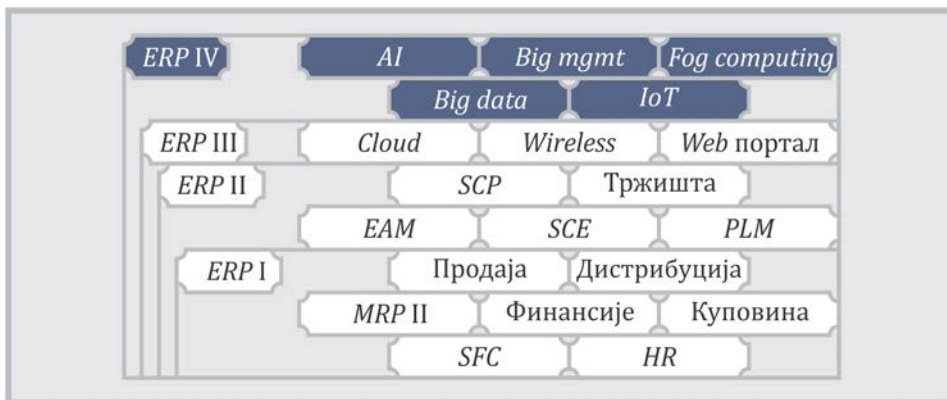 ERP IV AI Big mgmt Fog computing
Big data IoT
ERP III Cloud Wireless Web портал
ERP II SCP Тржишта
EAM SCE PLM
ERP I Продаја Дистрибуција
MRP II Финансије Куповина
SFC HR